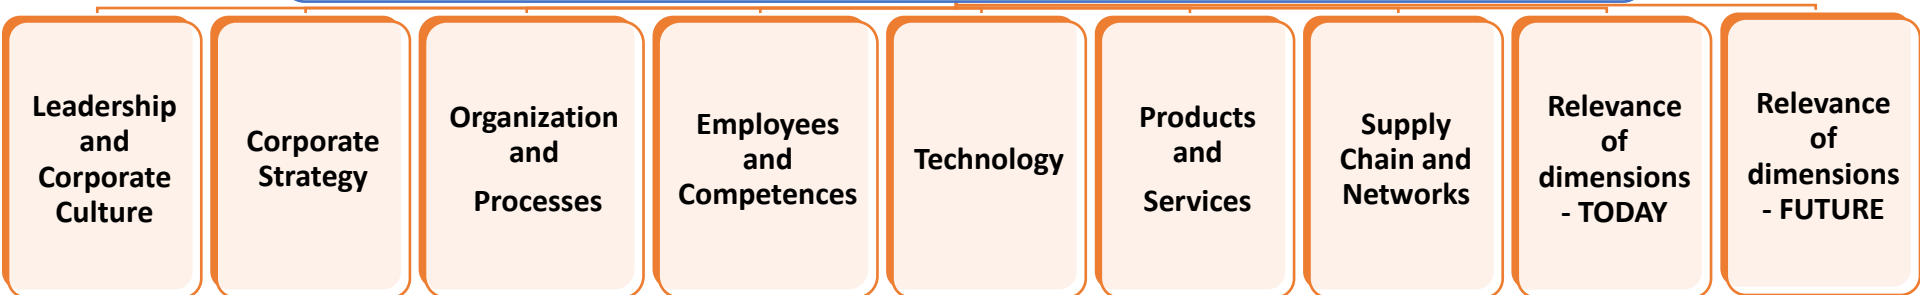 Leadership
and
Corporate
Culture
Corporate
Strategy
Organization
and
Processes
Employees
and
Competences
Technology
Products
and
Services
Supply
Chain and
Networks
Relevance
of
dimensions
- TODAY
Relevance
of
dimensions
- FUTURE